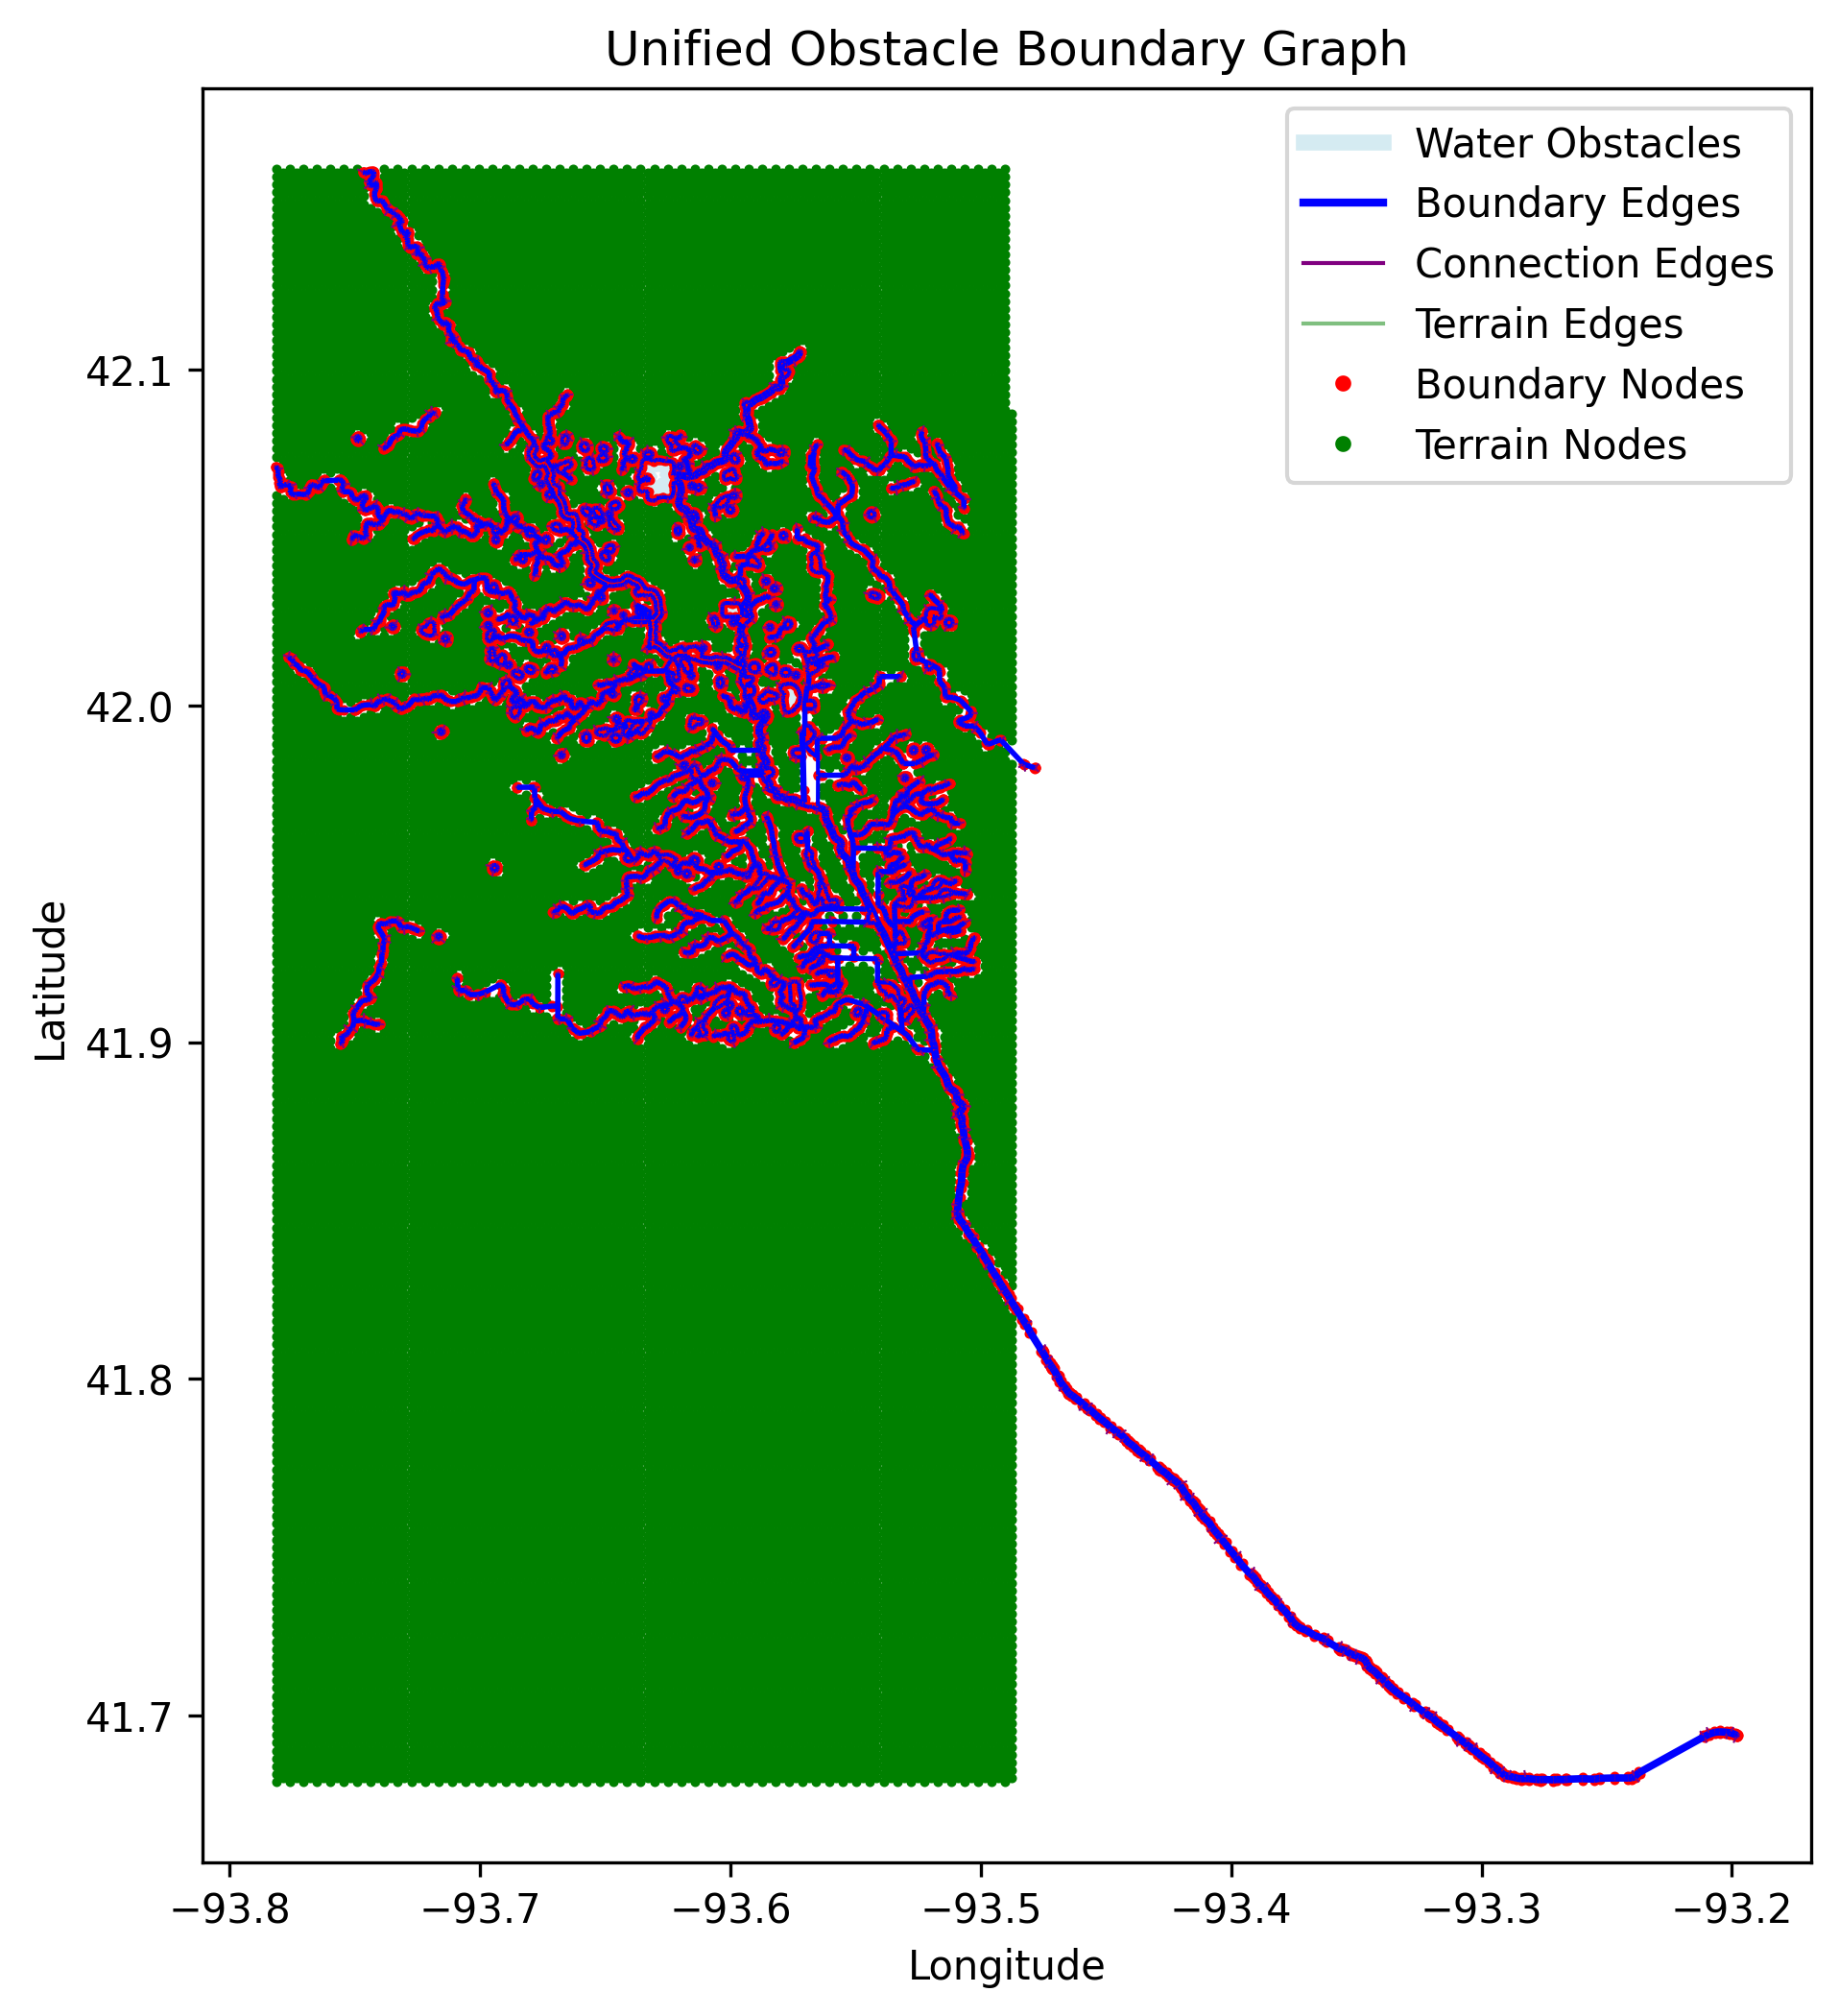 Unified Obstacle Boundary Graph
Water Obstacles
Boundary Edges
Connection Edges
Terrain Edges
Boundary Nodes
Terrain Nodes
42.1
42.0
41.9
41.8
41.7
Latitude
−93.8 −93.7 −93.6 −93.5 −93.4 −93.3 −93.2
Longitude